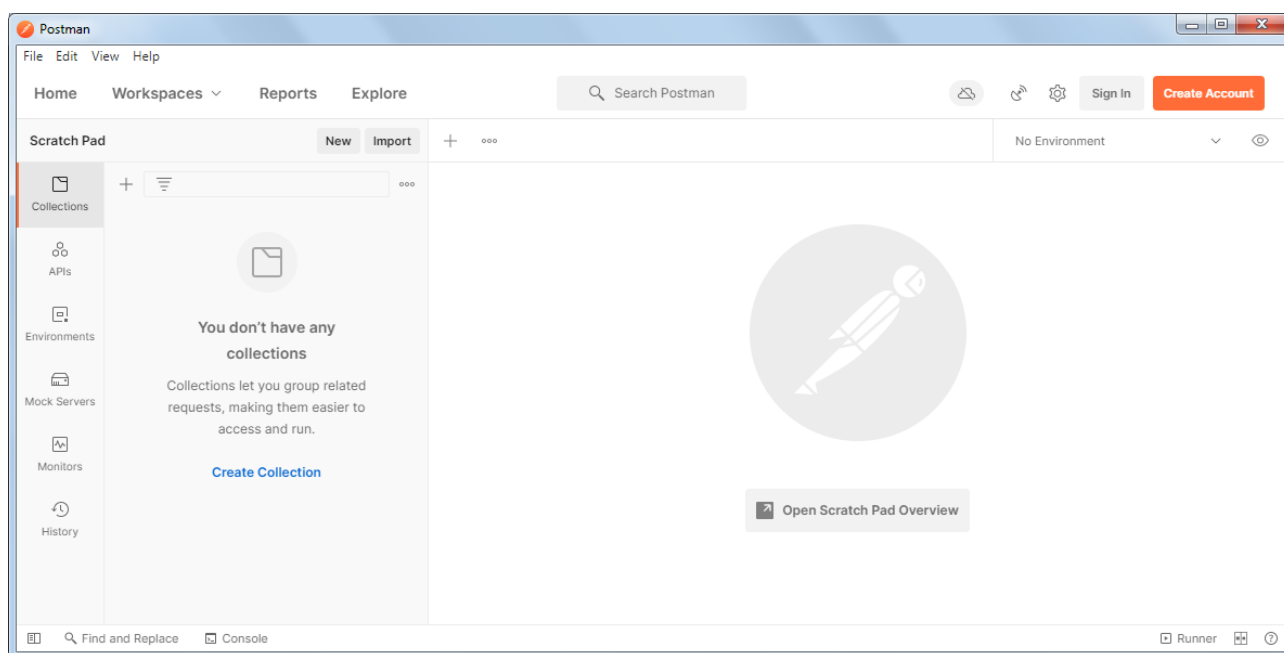 Postman
File Edit View Help
Home Workspaces Reports Explore Search Postman Sign In Create Account
Scratch Pad New Import No Environment
Collections
APIs
Environments
Mock Servers
Monitors
History
You don't have any
collections
Collections let you group related
requests, making them easier to
access and run.
Create Collection
Open Scratch Pad Overview
Find and Replace Console Runner